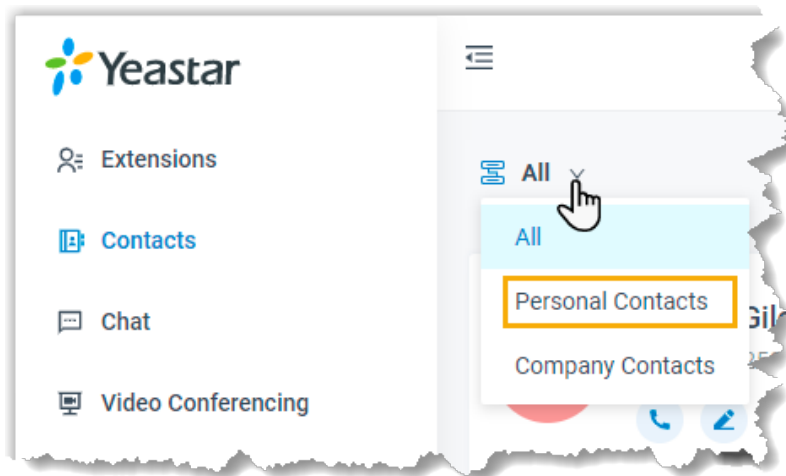 Yeastar
Extensions
Contacts
Chat
Video Conferencing
All
All
Personal Contacts
Company Contacts